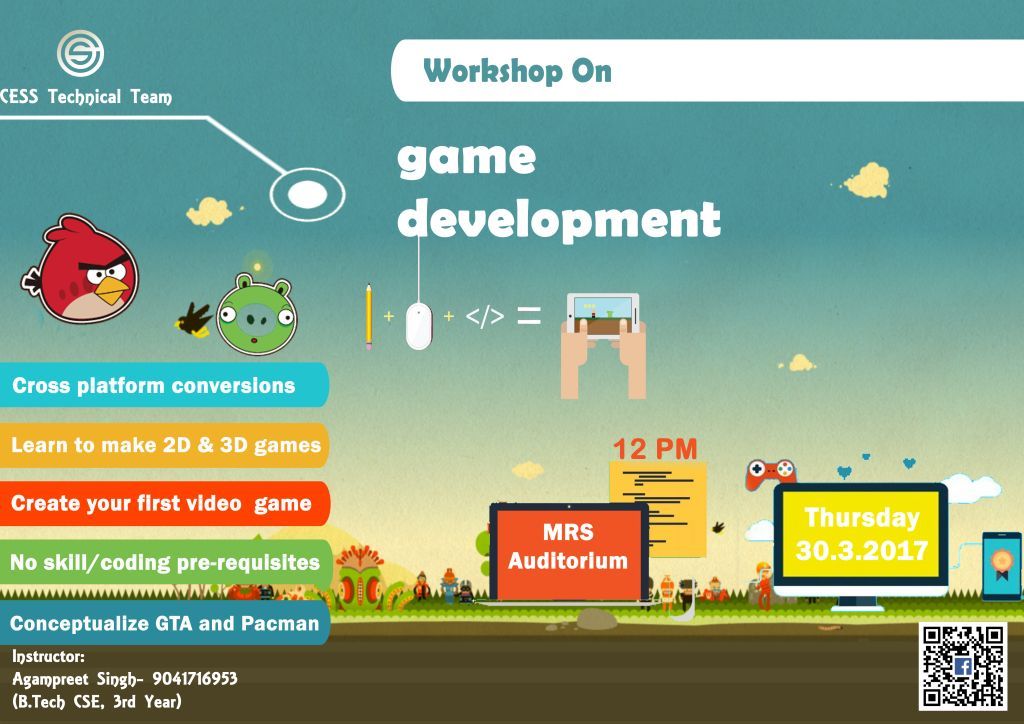 CESS Technical Team
Workshop On
game
development
+ + </> =
Cross platform conversions
Learn to make 2D & 3D games
Create your first video game
No skill/coding pre-requisites
Conceptualize GTA and Pacman
12 PM
MRS
Auditorium
Thursday
30.3.2017
Instructor:
Agampreet Singh- 9041716953
(B.Tech CSE, 3rd Year)